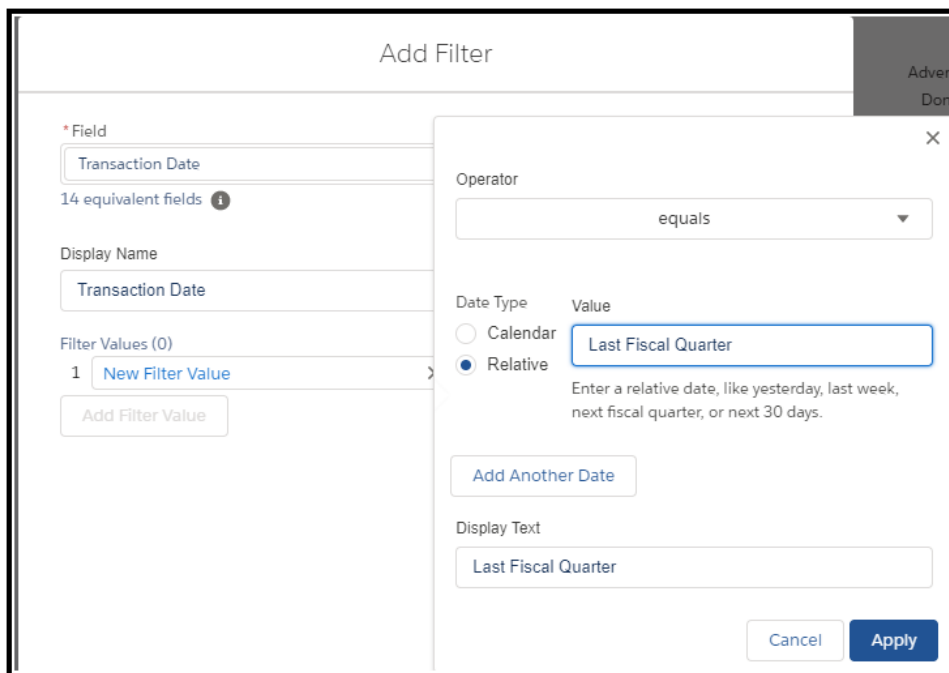 Add Filter
Adver
Don
* Field
Transaction Date
14 equivalent fields i
Display Name
Transaction Date
Filter Values (0)
1 New Filter Value
Add Filter Value
Operator
equals
Date Type
Calendar
Relative
Value
Last Fiscal Quarter
Enter a relative date, like yesterday, last week,
next fiscal quarter, or next 30 days.
Add Another Date
Display Text
Last Fiscal Quarter
Cancel
Apply